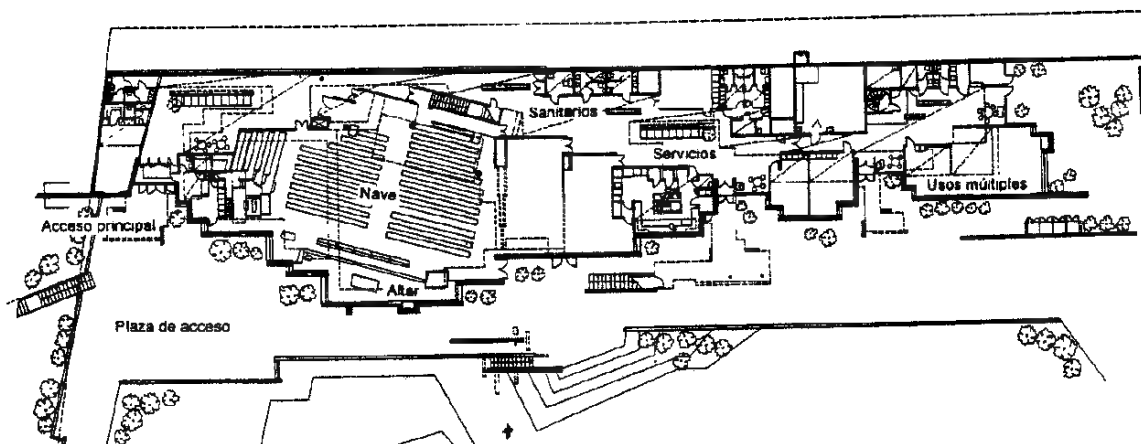 Sanitarios
Servicios
Nave
Usos múltiples
Acceso principal
Altar
Plaza de acceso